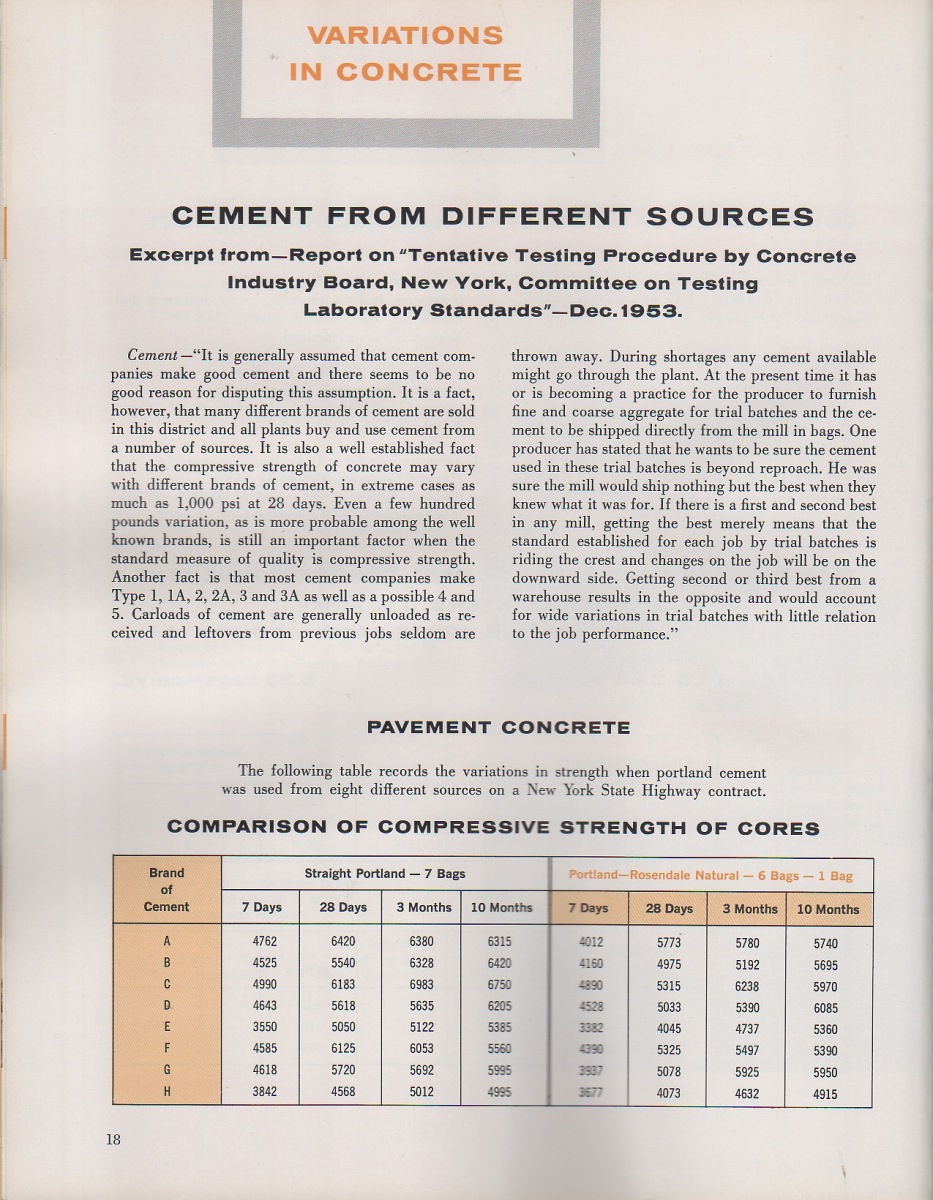 VARIATIONS
IN CONCRETE
CEMENT FROM DIFFERENT SOURCES
Excerpt from—Report on "Tentative Testing Procedure by Concrete
Industry Board, New York, Committee on Testing
Laboratory Standards"—Dec. 1953.
Cement—“It is generally assumed that cement com-
panies make good cement and there seems to be no
good reason for disputing this assumption. It is a fact,
however, that many different brands of cement are sold
in this district and all plants buy and use cement from
a number of sources. It is also a well established fact
that the compressive strength of concrete may vary
with different brands of cement, in extreme cases as
much as 1,000 psi at 28 days. Even a few hundred
pounds variation, as is more probable among the well
known brands, is still an important factor when the
standard measure of quality is compressive strength.
Another fact is that most cement companies make
Type 1, 1A, 2, 2A, 3 and 3A as well as a possible 4 and
5. Carloads of cement are generally unloaded as re-
ceived and leftovers from previous jobs seldom are
thrown away. During shortages any cement available
might go through the plant. At the present time it has
or is becoming a practice for the producer to furnish
fine and coarse aggregate for trial batches and the ce-
ment to be shipped directly from the mill in bags. One
producer has stated that he wants to be sure the cement
used in these trial batches is beyond reproach. He was
sure the mill would ship nothing but the best when they
knew what it was for. If there is a first and second best
in any mill, getting the best merely means that the
standard established for each job by trial batches is
riding the crest and changes on the job will be on the
downward side. Getting second or third best from a
warehouse results in the opposite and would account
for wide variations in trial batches with little relation
to the job performance.”
PAVEMENT CONCRETE
The following table records the variations in strength when portland cement
was used from eight different sources on a New York State Highway contract.
COMPARISON OF COMPRESSIVE STRENGTH OF CORES
Brand of Cement Straight Portland — 7 Bags Portland—Rosendale Natural — 6 Bags — 1 Bag
7 Days 28 Days 3 Months 10 Months 7 Days 28 Days 3 Months 10 Months
A 4762 6420 6380 6315 4012 5773 5780 5740
B 4525 5540 6328 6420 4160 4975 5192 5695
C 4990 6183 6983 6750 4890 5315 6238 5970
D 4643 5618 5635 6205 4528 5033 5390 6085
E 3550 5050 5122 5385 3382 4045 4737 5360
F 4585 6125 6053 5560 4390 5325 5497 5390
G 4618 5720 5692 5995 3937 5078 5925 5950
H 3842 4568 5012 4995 3677 4073 4632 4915
18